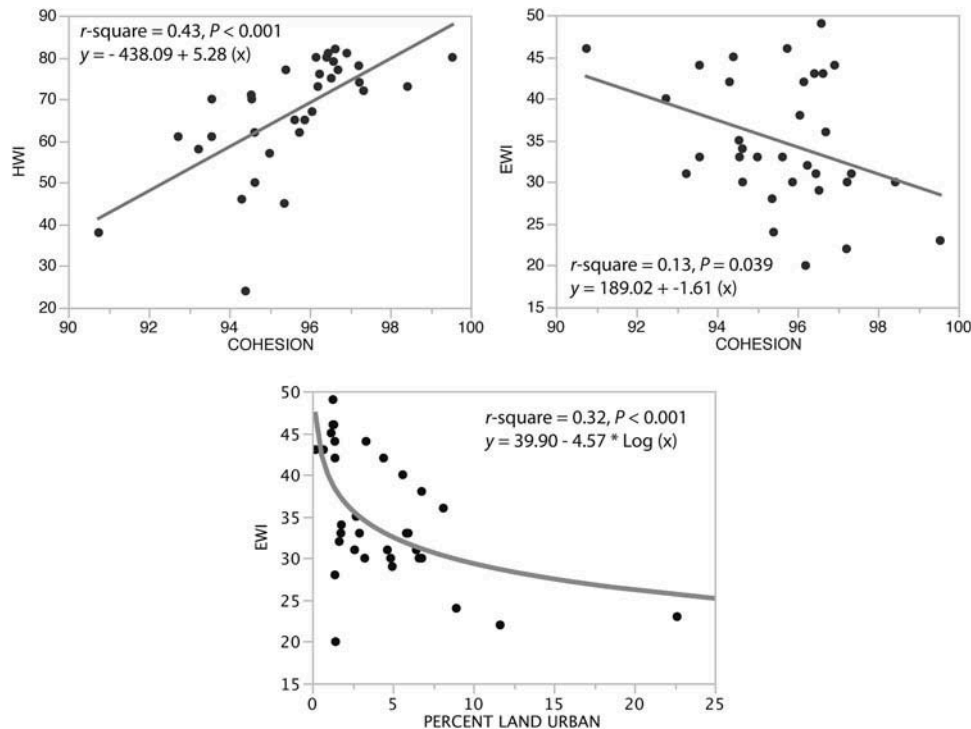 90
80
70
60
50
40
30
20
HWI
r-square = 0.43, P < 0.001
y = - 438.09 + 5.28 (x)
90 92 94 96 98 100
COHESION
50
45
40
35
30
25
20
15
EWI
r-square = 0.13, P = 0.039
y = 189.02 + -1.61 (x)
90 92 94 96 98 100
COHESION
50
45
40
35
30
25
20
15
EWI
r-square = 0.32, P < 0.001
y = 39.90 - 4.57 * Log (x)
0 5 10 15 20 25
PERCENT LAND URBAN